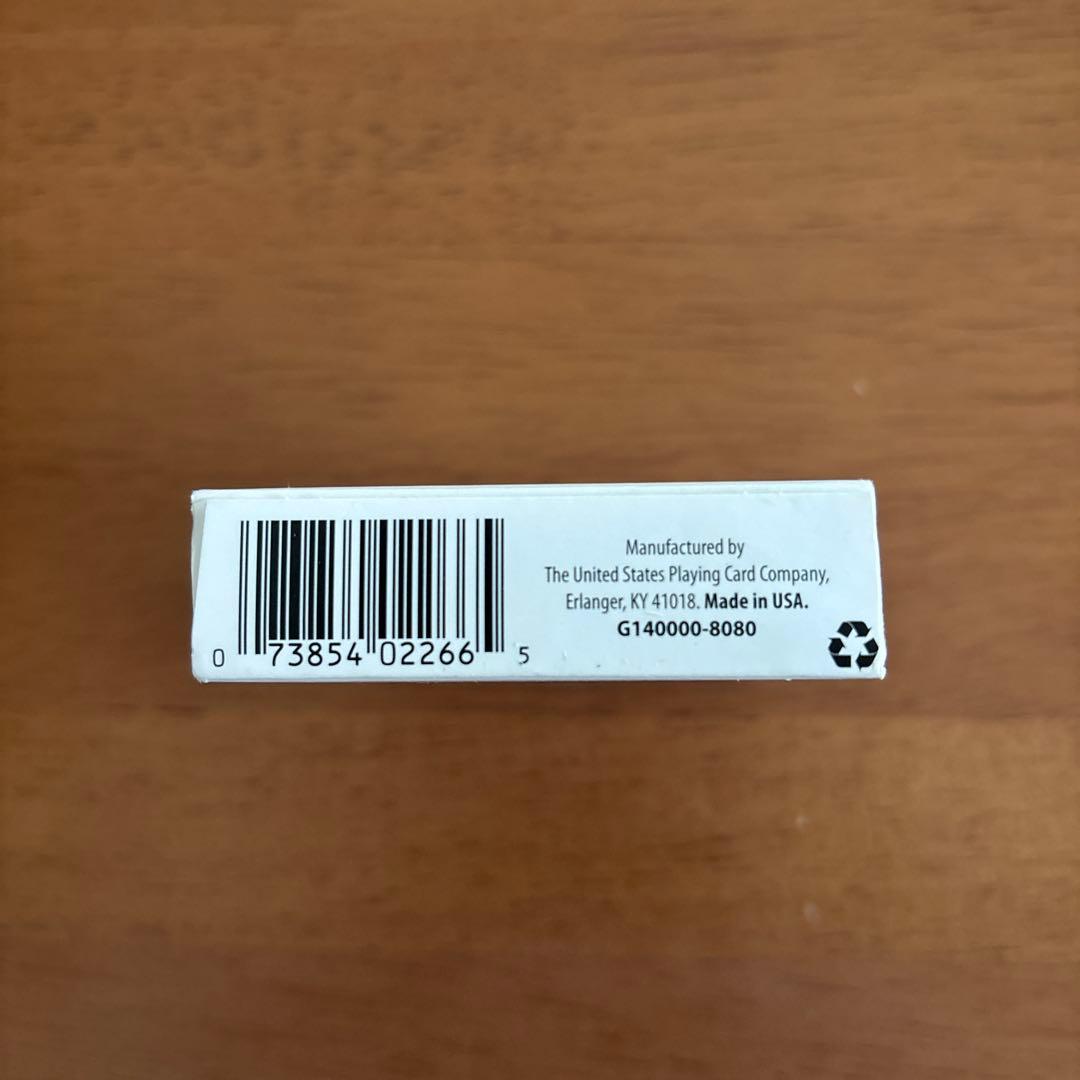 0 73854 02266 5
Manufactured by
The United States Playing Card Company,
Erlanger, KY 41018. Made in USA.
G140000-8080